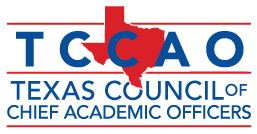 TCCAO
TEXAS COUNCIL OF
CHIEF ACADEMIC OFFICERS